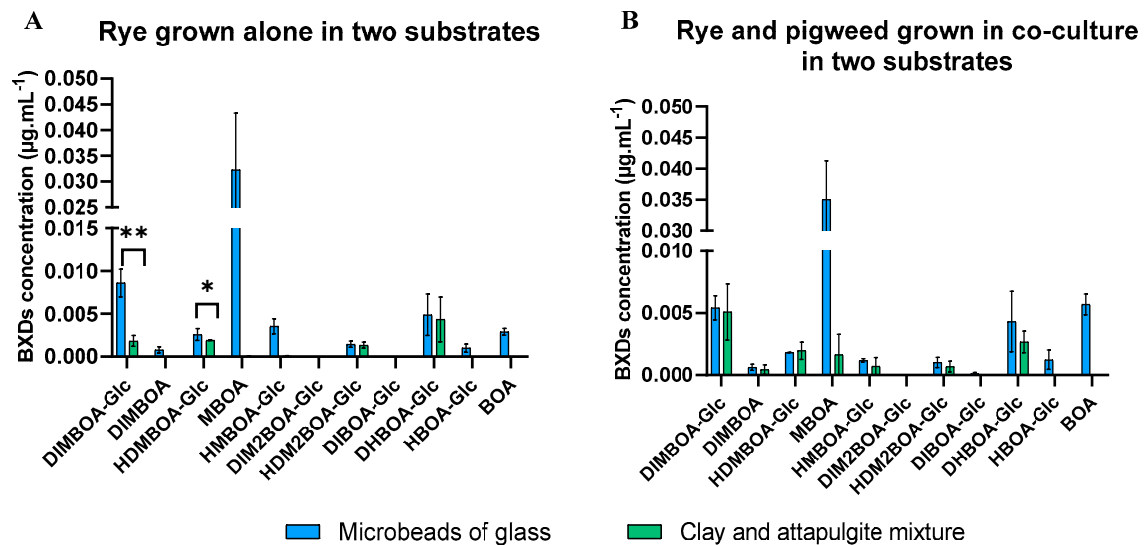 A
Rye grown alone in two substrates
BXDs concentration (µg.mL⁻¹)
0.050
0.045
0.040
0.035
0.030
0.025
0.015
0.010
0.005
0.000
**
*
DIMBOA-Glc
DIMBOA
HDMBOA-Glc
MBOA
HMBOA-Glc
DIM2BOA-Glc
HDM2BOA-Glc
DIBOA-Glc
DHBOA-Glc
HBOA-Glc
BOA
B
Rye and pigweed grown in co-culture
in two substrates
BXDs concentration (µg.mL⁻¹)
0.050
0.045
0.040
0.035
0.030
0.010
0.005
0.000
DIMBOA-Glc
DIMBOA
HDMBOA-Glc
MBOA
HMBOA-Glc
DIM2BOA-Glc
HDM2BOA-Glc
DIBOA-Glc
DHBOA-Glc
HBOA-Glc
BOA
Microbeads of glass
Clay and attapulgite mixture